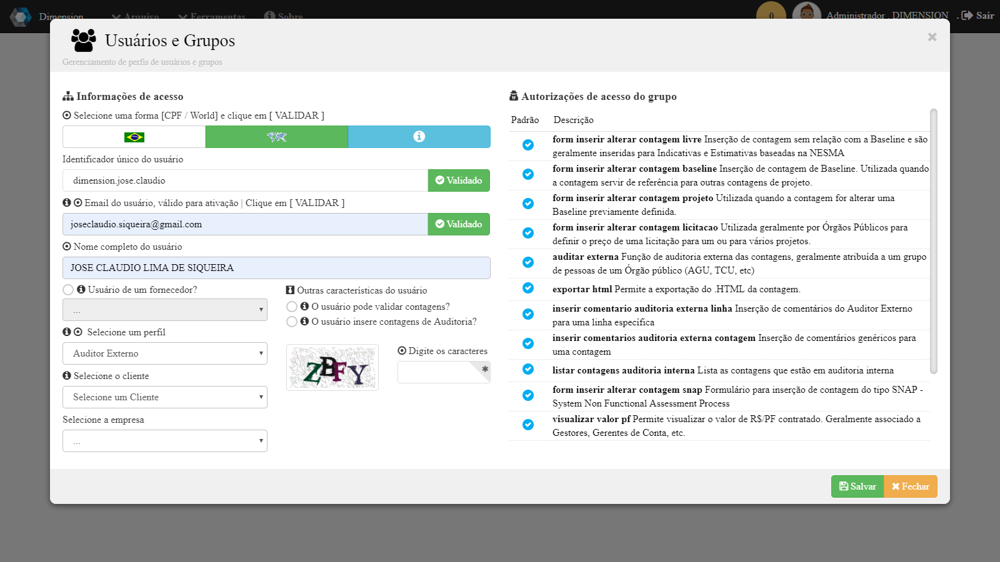 Dimension
Arquivo
Ferramentas
Sobre
0
Administrador . DIMENSION .
Sair
Usuários e Grupos
Gerenciamento de perfis de usuários e grupos
Informações de acesso
Selecione uma forma [CPF / World] e clique em [ VALIDAR ]
Identificador único do usuário
dimension.jose.claudio
Validado
Email do usuário, válido para ativação | Clique em [ VALIDAR ]
joseclaudio.siqueira@gmail.com
Validado
Nome completo do usuário
JOSE CLAUDIO LIMA DE SIQUEIRA
Usuário de um fornecedor?
...
Selecione um perfil
Auditor Externo
Selecione o cliente
Selecione um Cliente
Selecione a empresa
...
Outras características do usuário
O usuário pode validar contagens?
O usuário insere contagens de Auditoria?
ZBFY
Digite os caracteres
Autorizações de acesso do grupo
Padrão Descrição
form inserir alterar contagem livre Inserção de contagem sem relação com a Baseline e são
geralmente inseridas para Indicativas e Estimativas baseadas na NESMA
form inserir alterar contagem baseline Inserção de contagem de Baseline. Utilizada quando
a contagem servir de referência para outras contagens de projeto.
form inserir alterar contagem projeto Utilizada quando a contagem for alterar uma
Baseline previamente definida.
form inserir alterar contagem licitacao Utilizada geralmente por Órgãos Públicos para
definir o preço de uma licitação para um ou para vários projetos.
auditar externa Função de auditoria externa das contagens, geralmente atribuída a um grupo
de pessoas de um Órgão público (AGU, TCU, etc)
exportar html Permite a exportação do .HTML da contagem.
inserir comentario auditoria externa linha Inserção de comentários do Auditor Externo
para uma linha específica
inserir comentarios auditoria externa contagem Inserção de comentários genéricos para
uma contagem
listar contagens auditoria interna Lista as contagens que estão em auditoria interna
form inserir alterar contagem snap Formulário para inserção de contagem do tipo SNAP -
System Non Functional Assessment Process
visualizar valor pf Permite visualizar o valor de R$/PF contratado. Geralmente associado a
Gestores, Gerentes de Conta, etc.
Salvar
Fechar